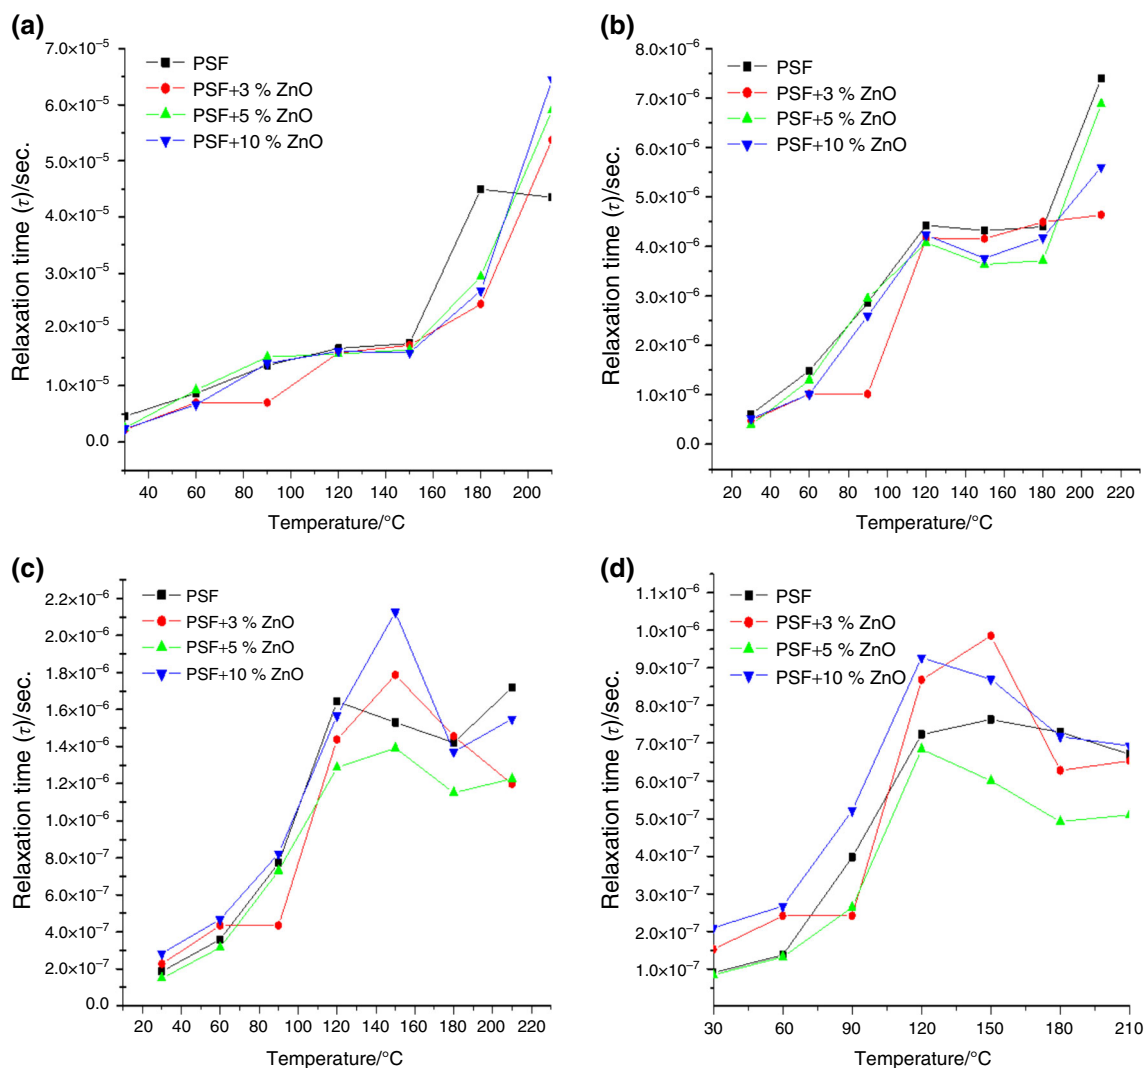 (a)
7.0×10⁻⁵
6.0×10⁻⁵
5.0×10⁻⁵
4.0×10⁻⁵
3.0×10⁻⁵
2.0×10⁻⁵
1.0×10⁻⁵
0.0
Relaxation time (τ)/sec.
PSF
PSF+3 % ZnO
PSF+5 % ZnO
PSF+10 % ZnO
40 60 80 100 120 140 160 180 200
Temperature/°C
(b)
8.0×10⁻⁶
7.0×10⁻⁶
6.0×10⁻⁶
5.0×10⁻⁶
4.0×10⁻⁶
3.0×10⁻⁶
2.0×10⁻⁶
1.0×10⁻⁶
0.0
Relaxation time (τ)/sec.
PSF
PSF+3 % ZnO
PSF+5 % ZnO
PSF+10 % ZnO
20 40 60 80 100 120 140 160 180 200 220
Temperature/°C
(c)
2.2×10⁻⁶
2.0×10⁻⁶
1.8×10⁻⁶
1.6×10⁻⁶
1.4×10⁻⁶
1.2×10⁻⁶
1.0×10⁻⁶
8.0×10⁻⁷
6.0×10⁻⁷
4.0×10⁻⁷
2.0×10⁻⁷
0.0
Relaxation time (τ)/sec.
PSF
PSF+3 % ZnO
PSF+5 % ZnO
PSF+10 % ZnO
20 40 60 80 100 120 140 160 180 200 220
Temperature/°C
(d)
1.1×10⁻⁶
1.0×10⁻⁶
9.0×10⁻⁷
8.0×10⁻⁷
7.0×10⁻⁷
6.0×10⁻⁷
5.0×10⁻⁷
4.0×10⁻⁷
3.0×10⁻⁷
2.0×10⁻⁷
1.0×10⁻⁷
Relaxation time (τ)/sec.
PSF
PSF+3 % ZnO
PSF+5 % ZnO
PSF+10 % ZnO
30 60 90 120 150 180 210
Temperature/°C